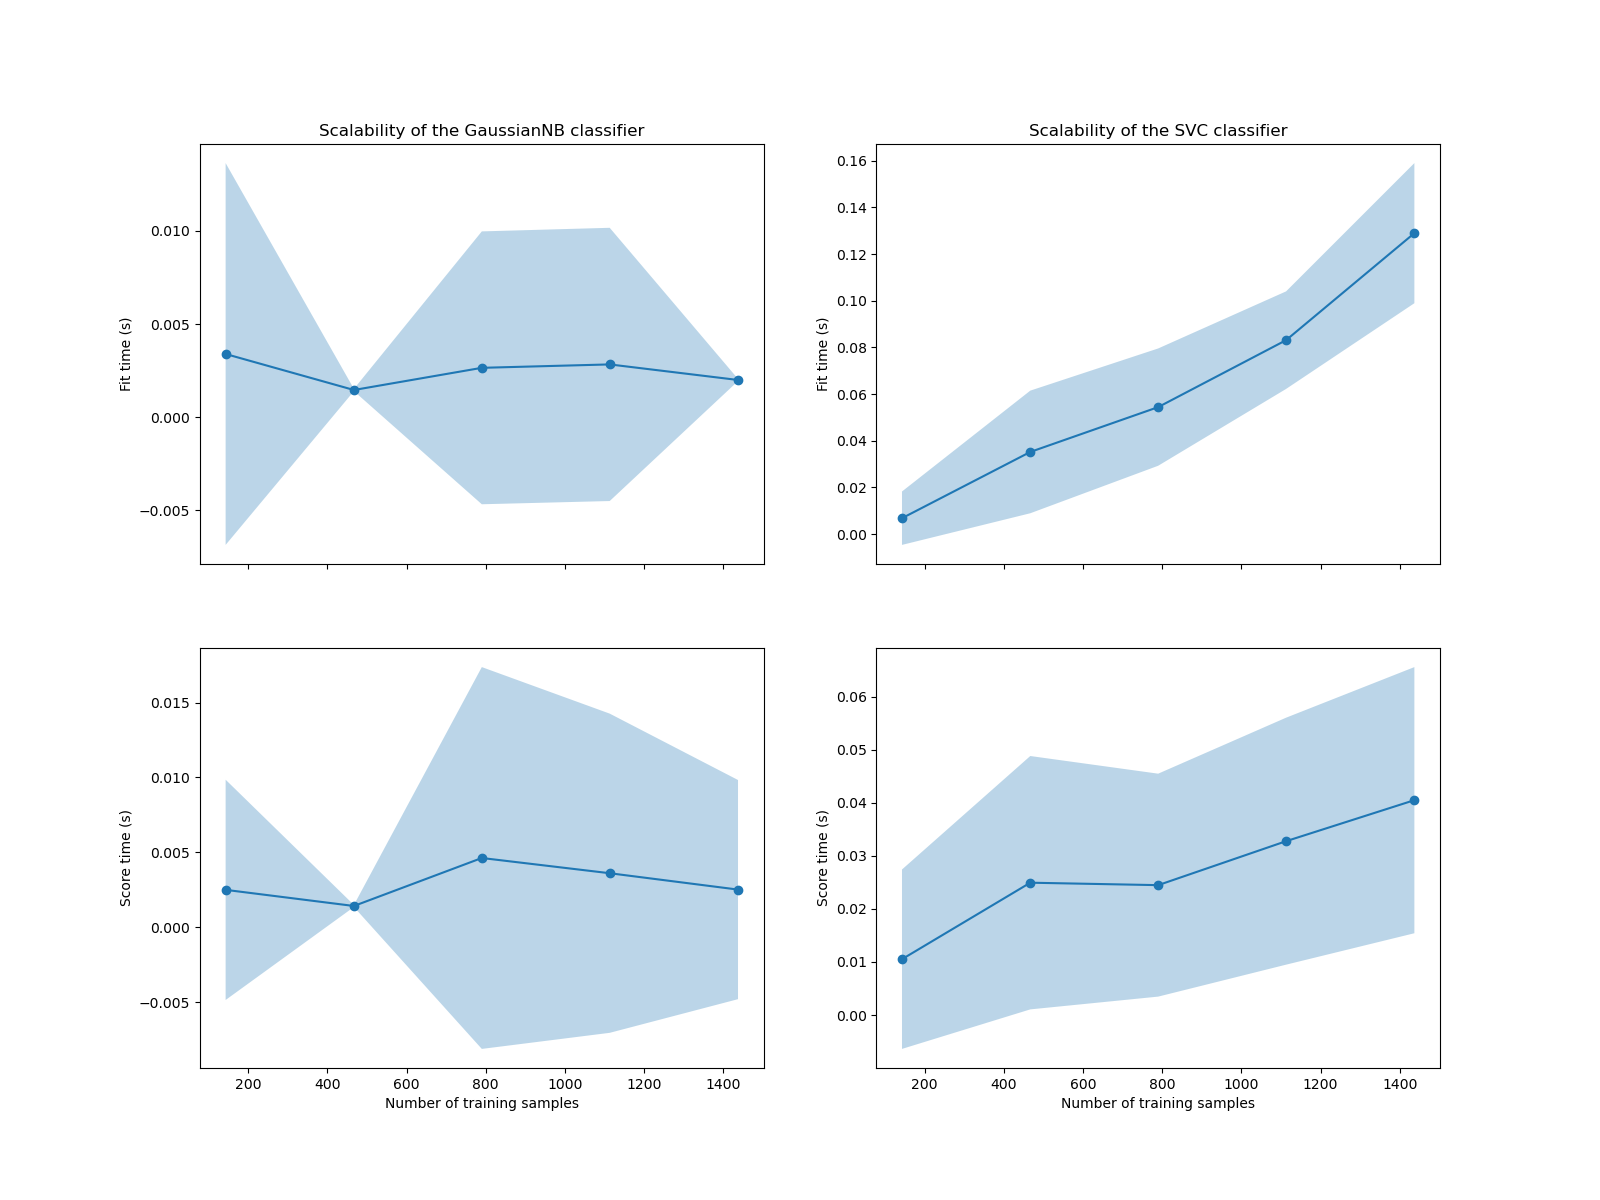 Scalability of the GaussianNB classifier
Fit time (s)
0.010
0.005
0.000
−0.005
Scalability of the SVC classifier
Fit time (s)
0.16
0.14
0.12
0.10
0.08
0.06
0.04
0.02
0.00
Score time (s)
0.015
0.010
0.005
0.000
−0.005
200 400 600 800 1000 1200 1400
Number of training samples
Score time (s)
0.06
0.05
0.04
0.03
0.02
0.01
0.00
200 400 600 800 1000 1200 1400
Number of training samples